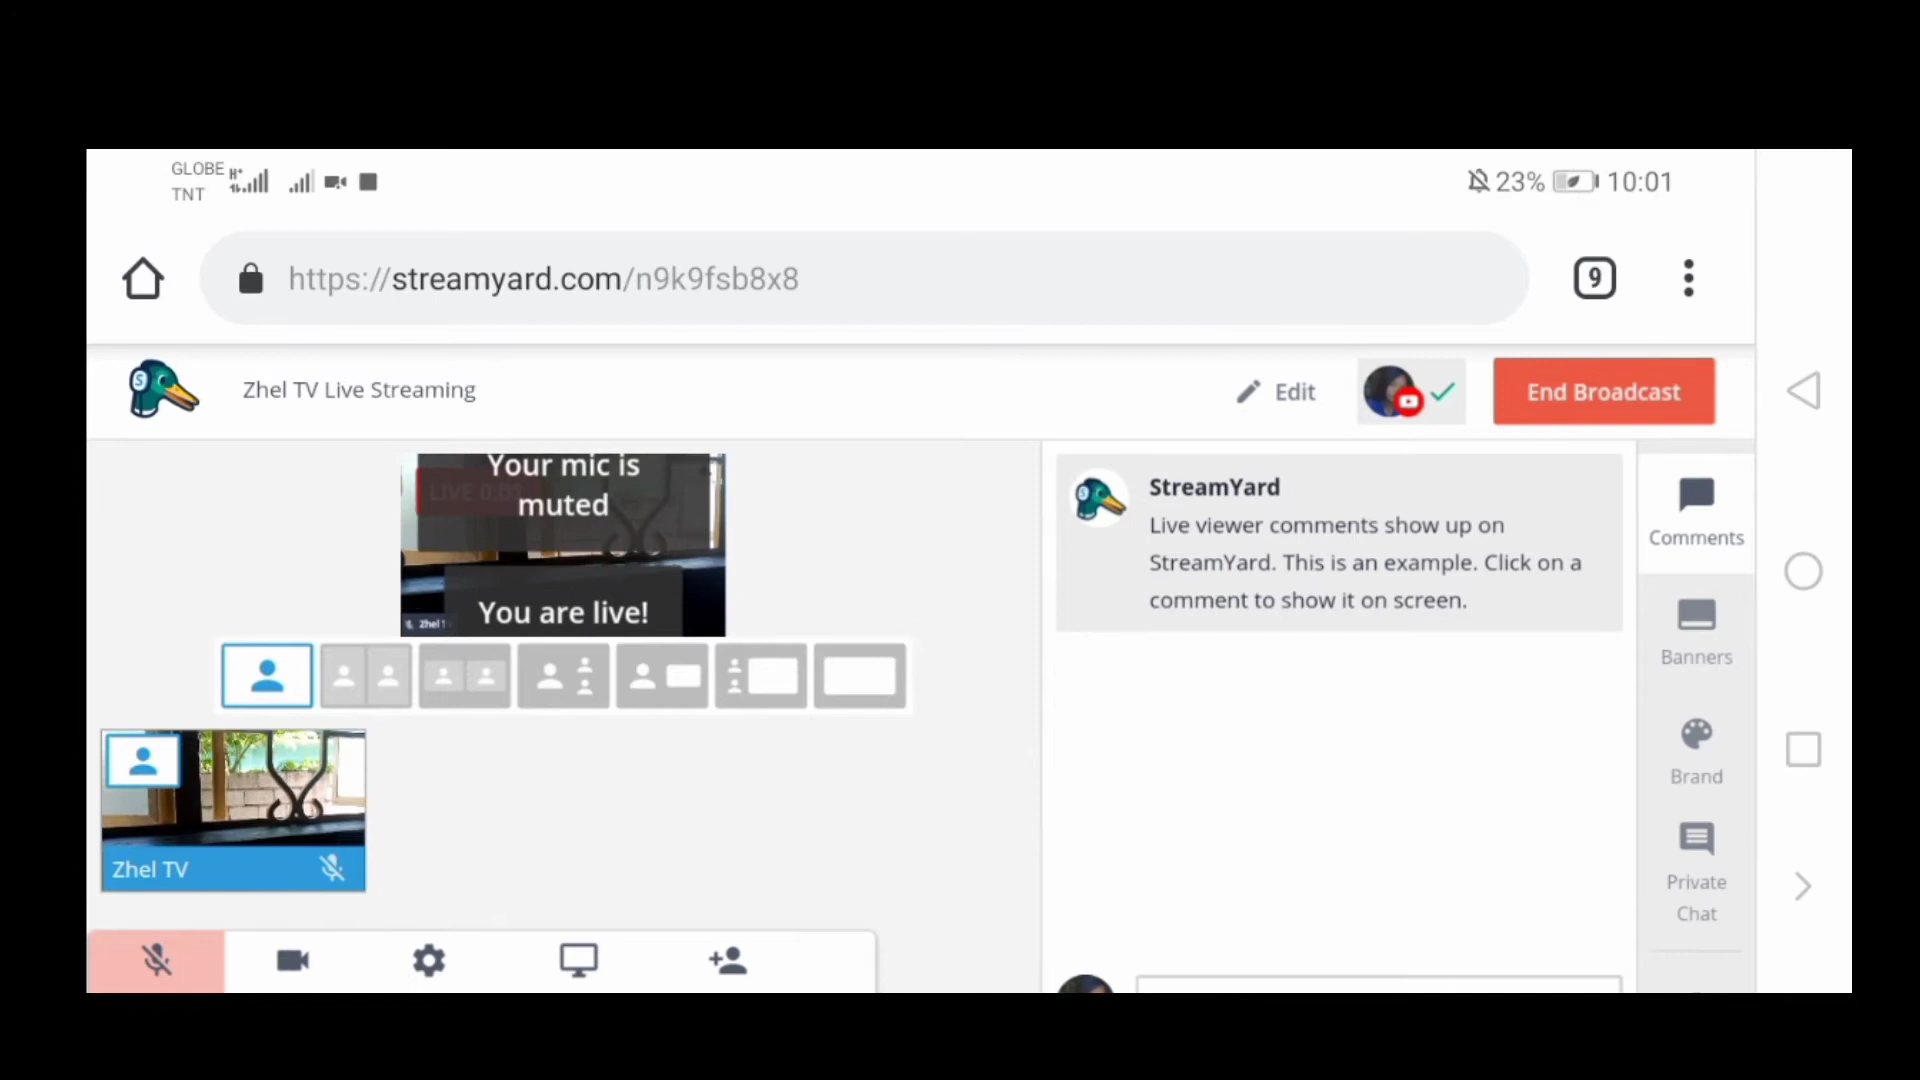 GLOBE
TNT
H+
23%
10:01
https://streamyard.com/n9k9fsb8x8
9
Zhel TV Live Streaming
Edit
End Broadcast
Your mic is
muted
LIVE
You are live!
Zhel
StreamYard
Live viewer comments show up on
StreamYard. This is an example. Click on a
comment to show it on screen.
Comments
Banners
Brand
Private
Chat
Zhel TV